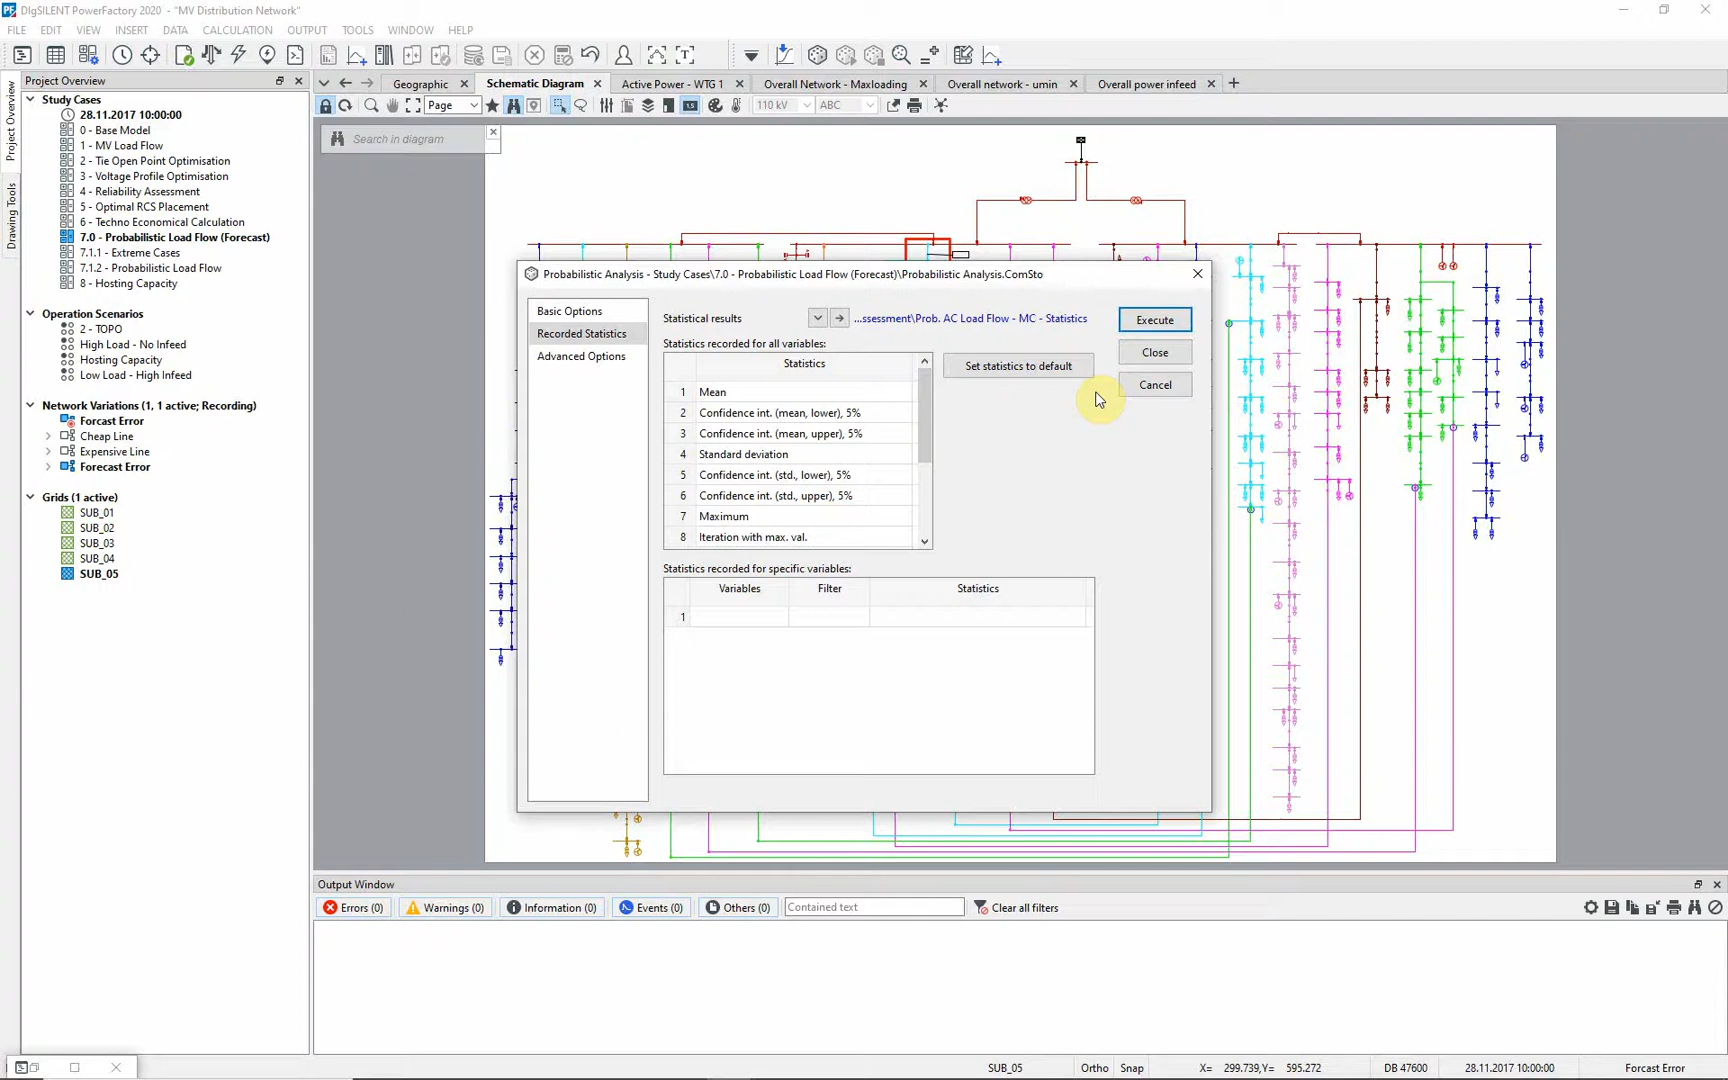 DIgSILENT PowerFactory 2020 - "MV Distribution Network"
FILE EDIT VIEW INSERT DATA CALCULATION OUTPUT TOOLS WINDOW HELP
Project Overview
Drawing Tools
Project Overview
Study Cases
28.11.2017 10:00:00
0 - Base Model
1 - MV Load Flow
2 - Tie Open Point Optimisation
3 - Voltage Profile Optimisation
4 - Reliability Assessment
5 - Optimal RCS Placement
6 - Techno Economical Calculation
7.0 - Probabilistic Load Flow (Forecast)
7.1.1 - Extreme Cases
7.1.2 - Probabilistic Load Flow
8 - Hosting Capacity
Operation Scenarios
2 - TOPO
High Load - No Infeed
Hosting Capacity
Low Load - High Infeed
Network Variations (1, 1 active; Recording)
Forcast Error
Cheap Line
Expensive Line
Forecast Error
Grids (1 active)
SUB_01
SUB_02
SUB_03
SUB_04
SUB_05
Geographic
Schematic Diagram
Active Power - WTG 1
Overall Network - Maxloading
Overall network - umin
Overall power infeed
Page
110 kV
ABC
Search in diagram
Probabilistic Analysis - Study Cases\7.0 - Probabilistic Load Flow (Forecast)\Probabilistic Analysis.ComSto
Basic Options
Recorded Statistics
Advanced Options
Statistical results
...ssessment\Prob. AC Load Flow - MC - Statistics
Statistics recorded for all variables:
Statistics
1 Mean
2 Confidence int. (mean, lower), 5%
3 Confidence int. (mean, upper), 5%
4 Standard deviation
5 Confidence int. (std., lower), 5%
6 Confidence int. (std., upper), 5%
7 Maximum
8 Iteration with max. val.
Set statistics to default
Execute
Close
Cancel
Statistics recorded for specific variables:
Variables Filter Statistics
1
Output Window
Errors (0)
Warnings (0)
Information (0)
Events (0)
Others (0)
Contained text
Clear all filters
SUB_05
Ortho
Snap
X= 299.739,Y= 595.272
DB 47600
28.11.2017 10:00:00
Forcast Error